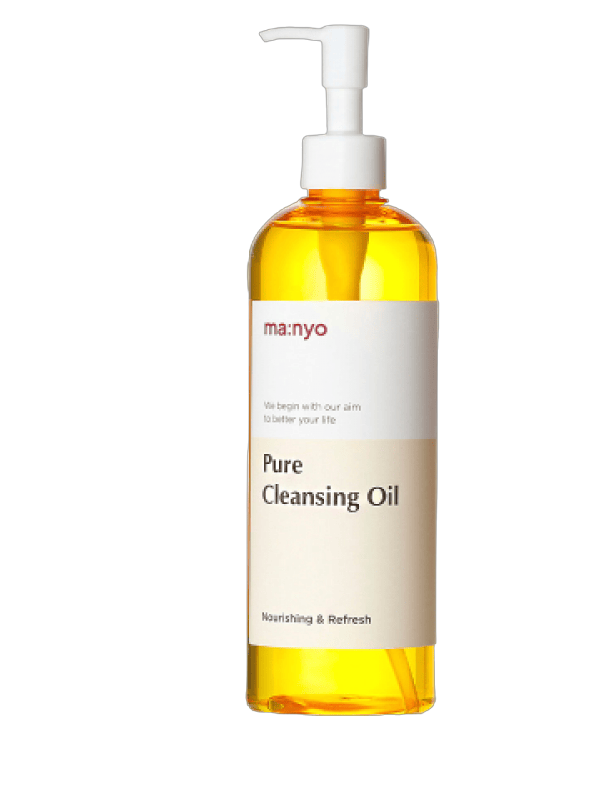 ma:nyo
We begin with our aim
to better your life
Pure
Cleansing Oil
Nourishing & Refresh